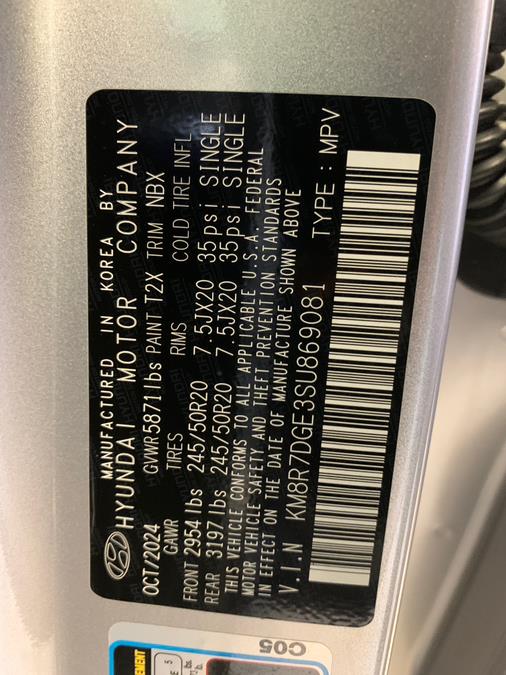 MANUFACTURED IN KOREA BY
HYUNDAI MOTOR COMPANY
OCT/2024 GVWR 5871 lbs PAINT T2X TRIM NBX
GAWR TIRES RIMS COLD TIRE INFL
FRONT 2954 lbs 245/50R20 7.5JX20 35psi SINGLE
REAR 3197 lbs 245/50R20 7.5JX20 35psi SINGLE
THIS VEHICLE CONFORMS TO ALL APPLICABLE U.S.A. FEDERAL
MOTOR VEHICLE SAFETY AND THEFT PREVENTION STANDARDS
IN EFFECT ON THE DATE OF MANUFACTURE SHOWN ABOVE
V.I.N KM8R7DGE3SU869081 TYPE : MPV
C05